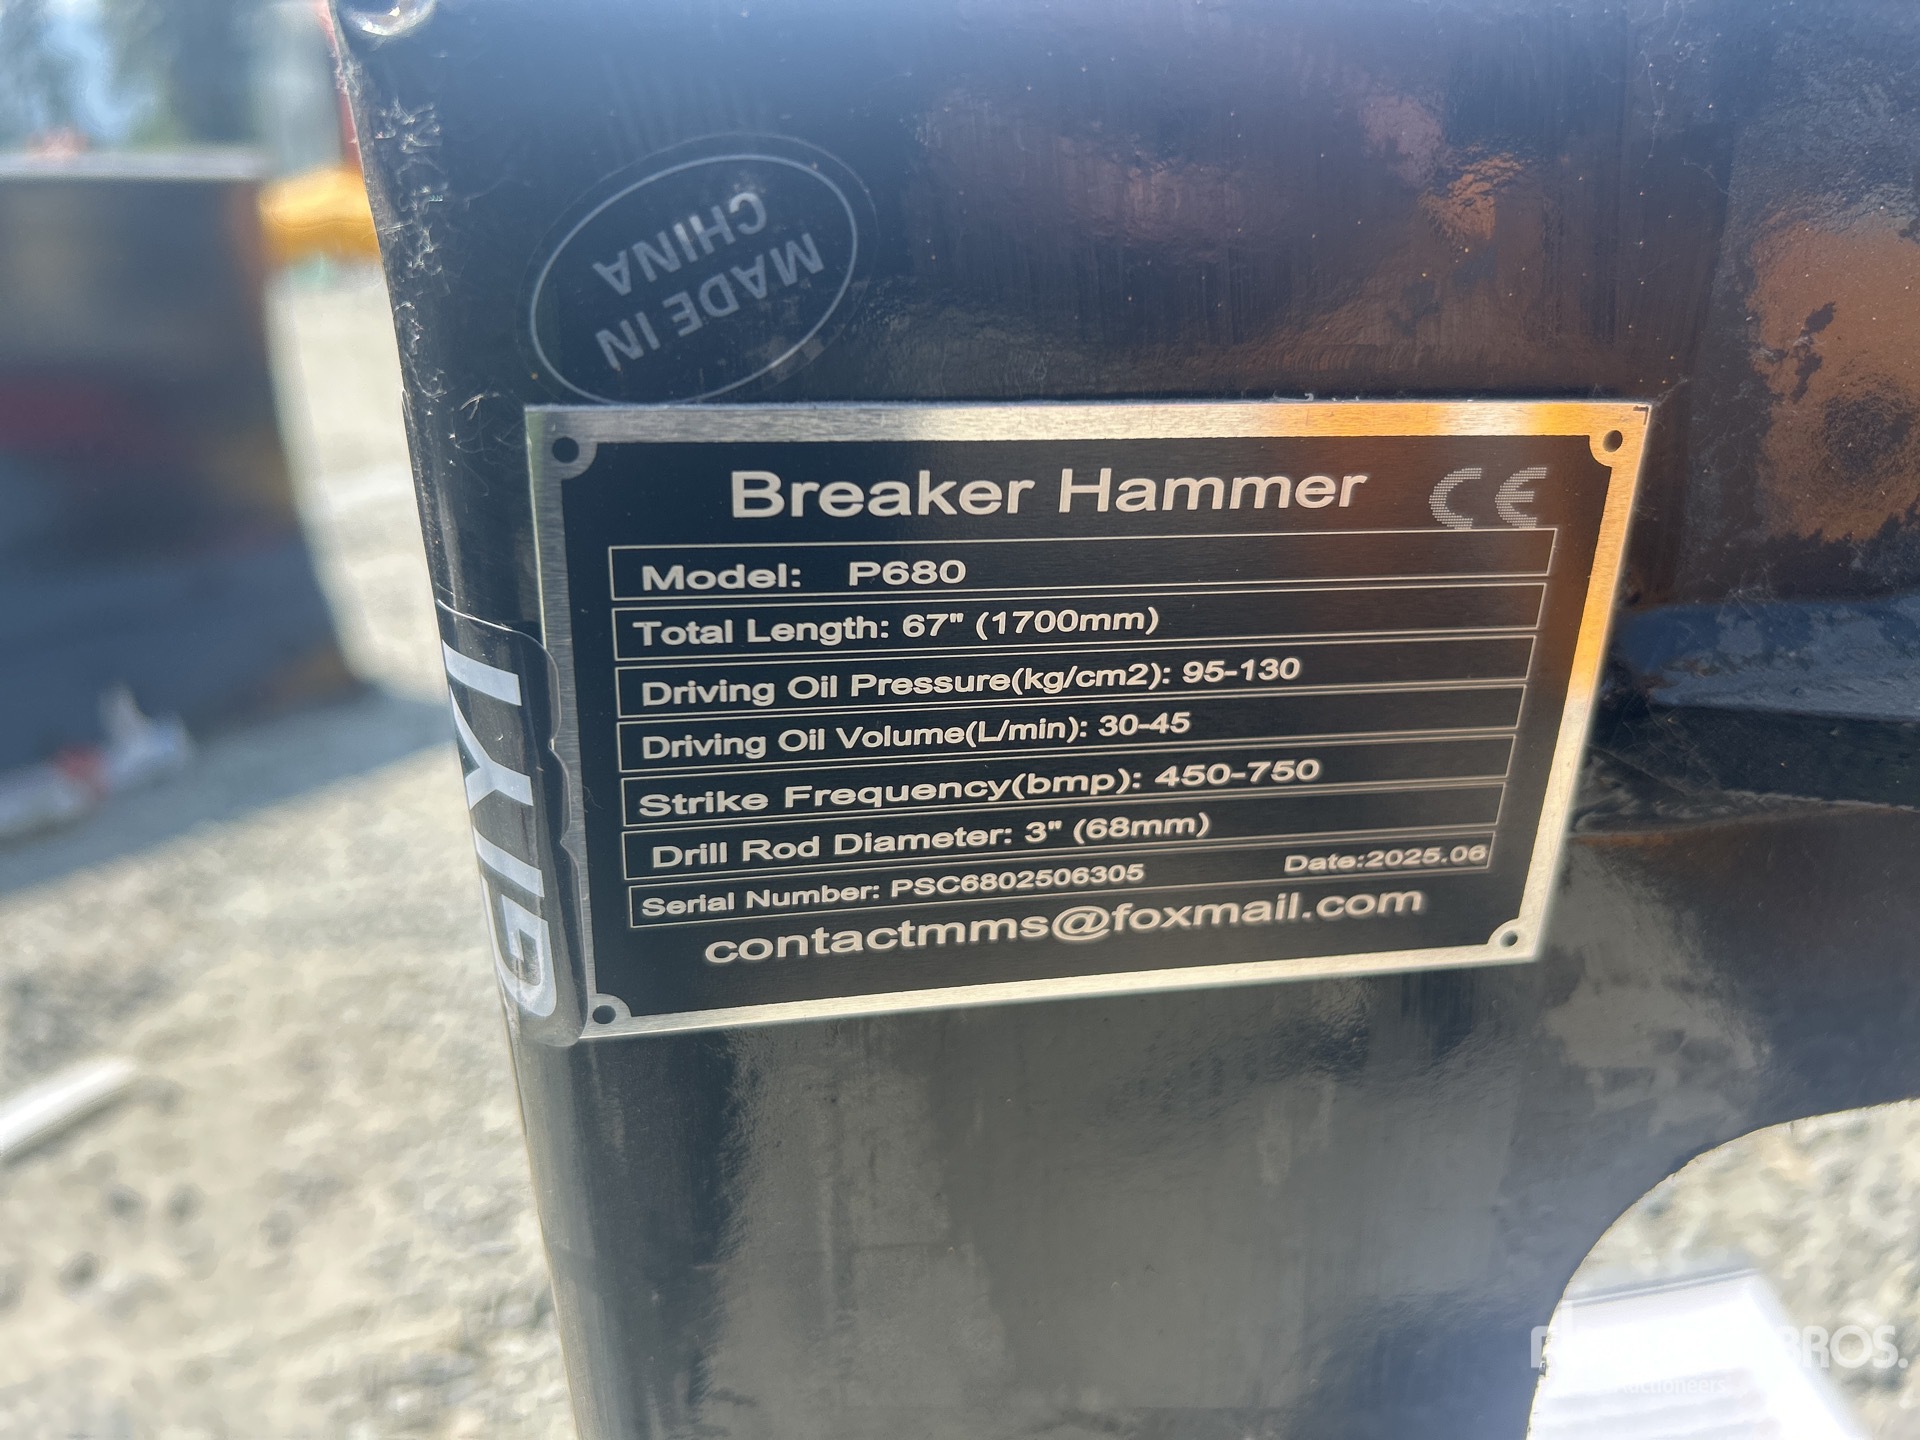 MADE IN
CHINA
Breaker Hammer CE
Model: P680
Total Length: 67" (1700mm)
Driving Oil Pressure(kg/cm2): 95-130
Driving Oil Volume(L/min): 30-45
Strike Frequency(bmp): 450-750
Drill Rod Diameter: 3" (68mm)
Serial Number: PSC6802506305 Date:2025.06
contactmms@foxmail.com
BROS.